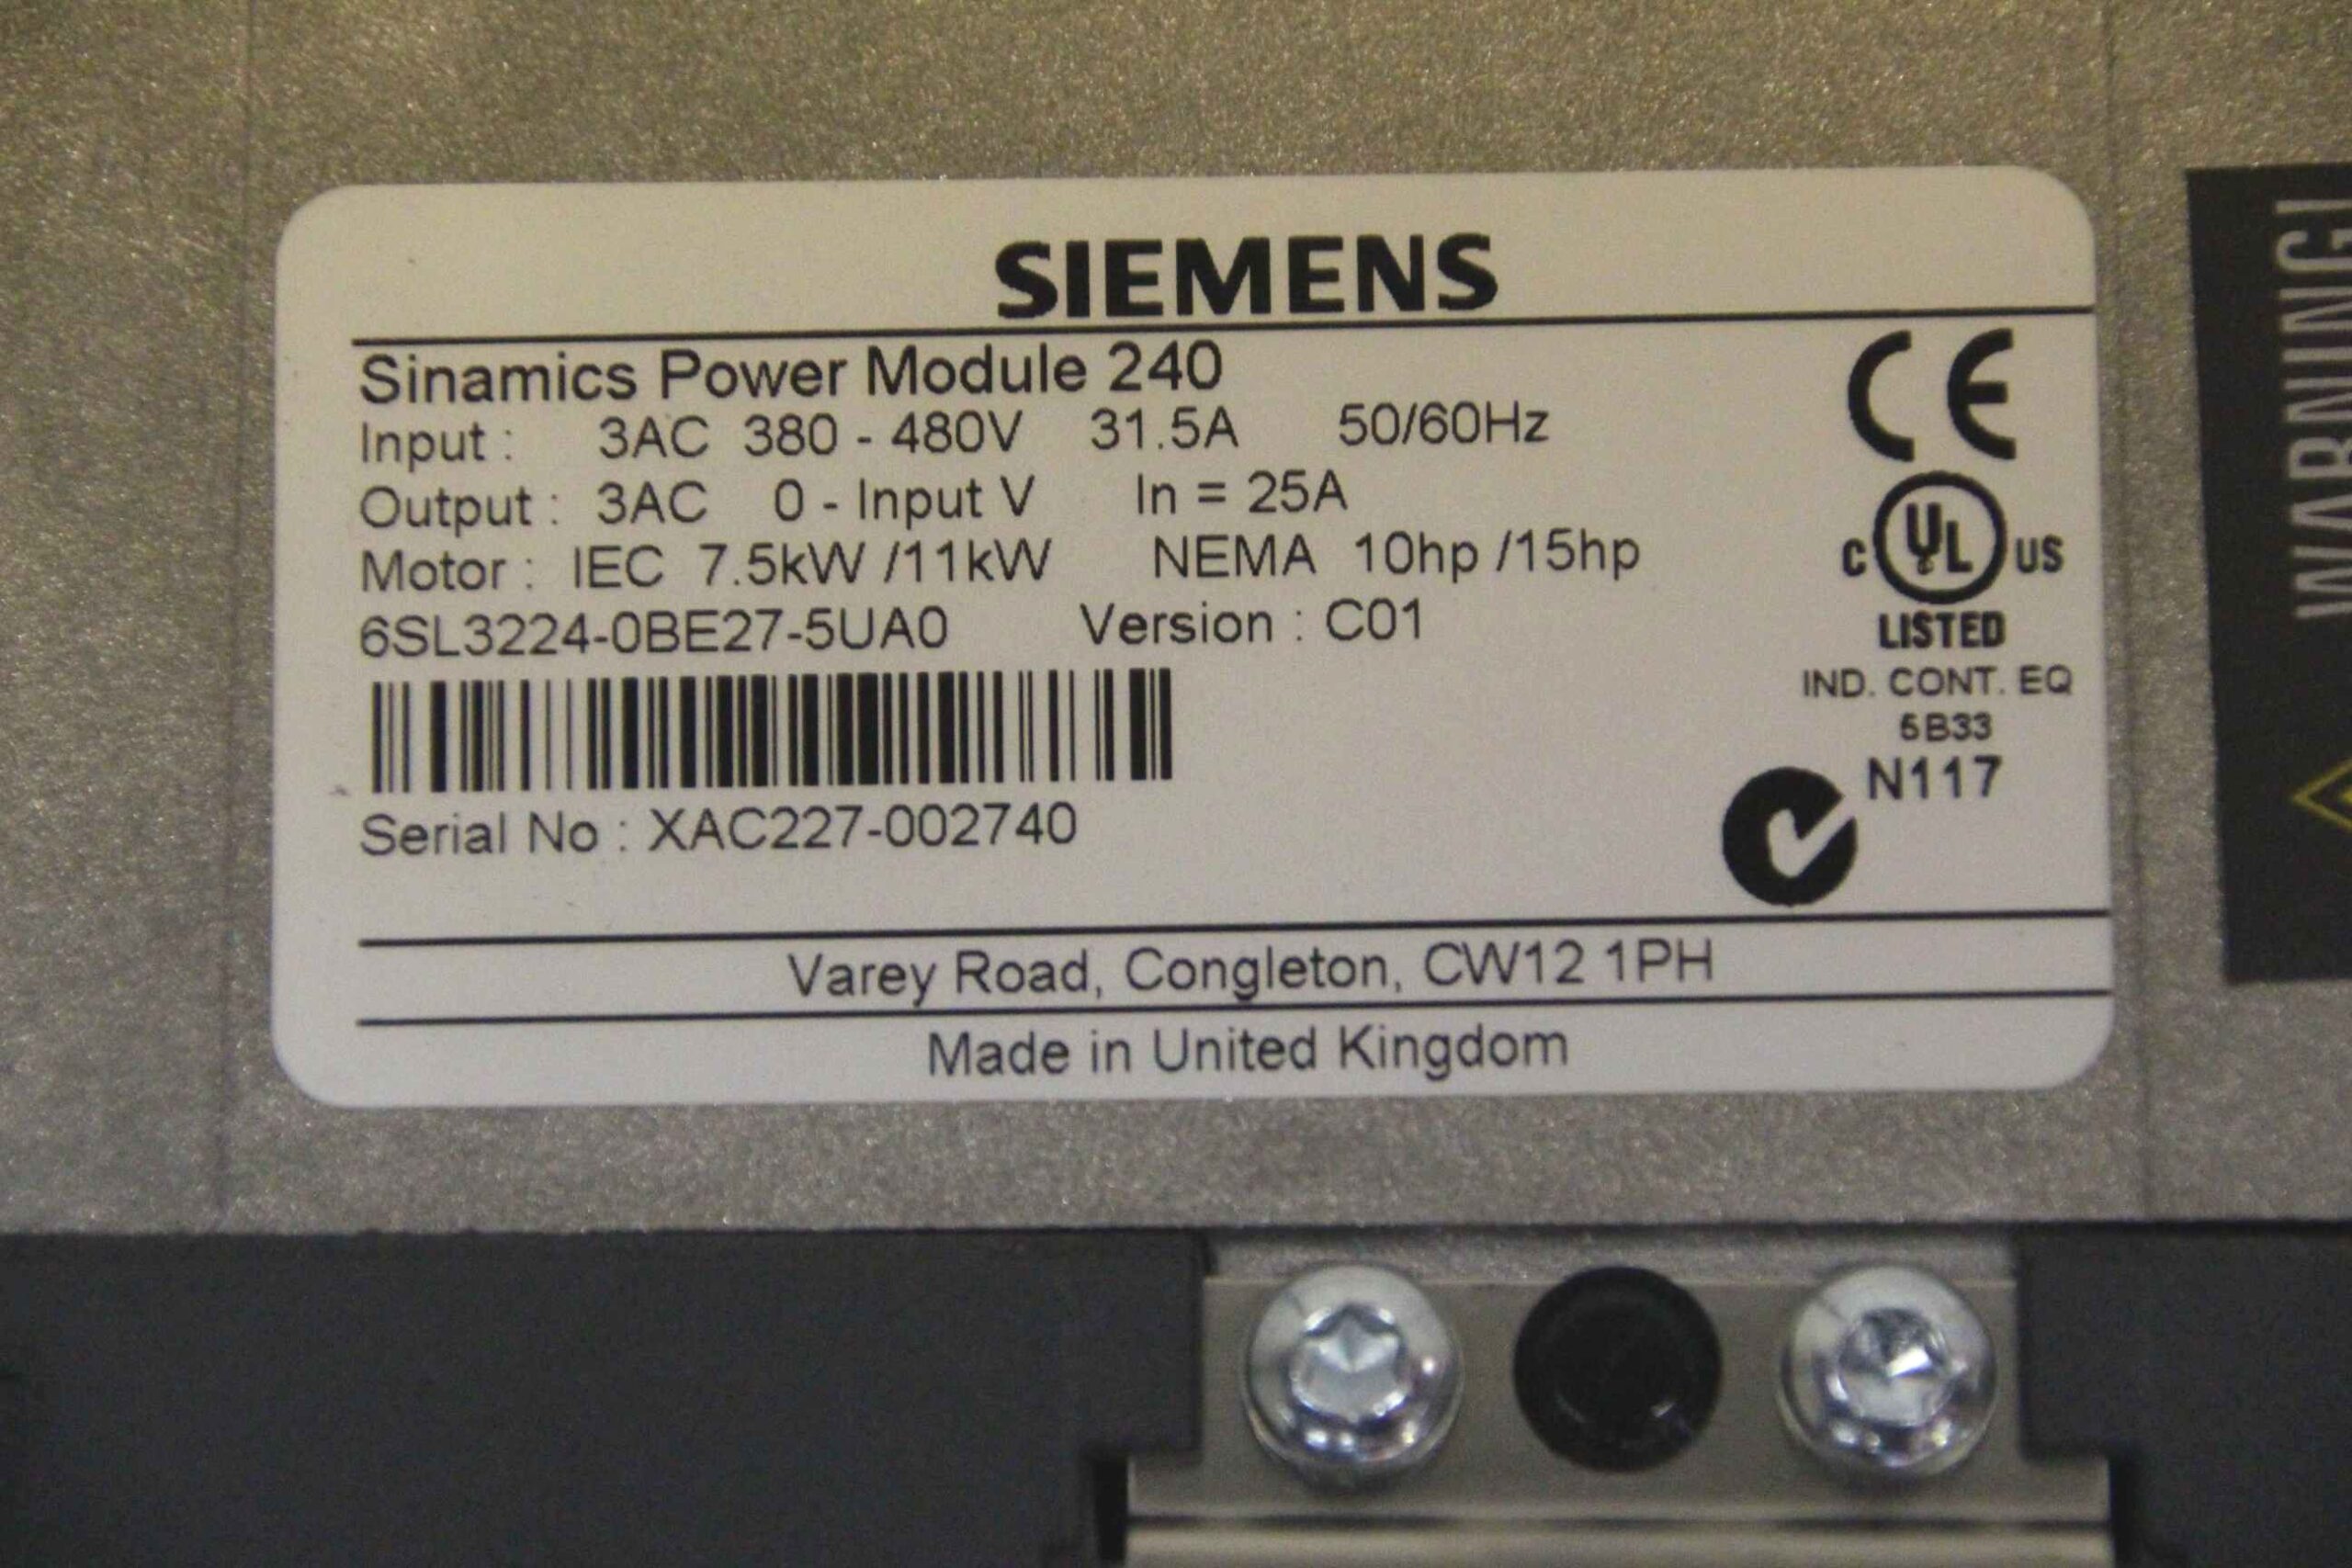 SIEMENS
Sinamics Power Module 240
Input : 3AC 380 - 480V 31.5A 50/60Hz
Output : 3AC 0 - Input V In = 25A
Motor : IEC 7.5kW /11kW NEMA 10hp /15hp
6SL3224-0BE27-5UA0 Version : C01
Serial No : XAC227-002740
CE
C UL US
LISTED
IND. CONT. EQ
5B33
N117
Varey Road, Congleton, CW12 1PH
Made in United Kingdom
WARNING!